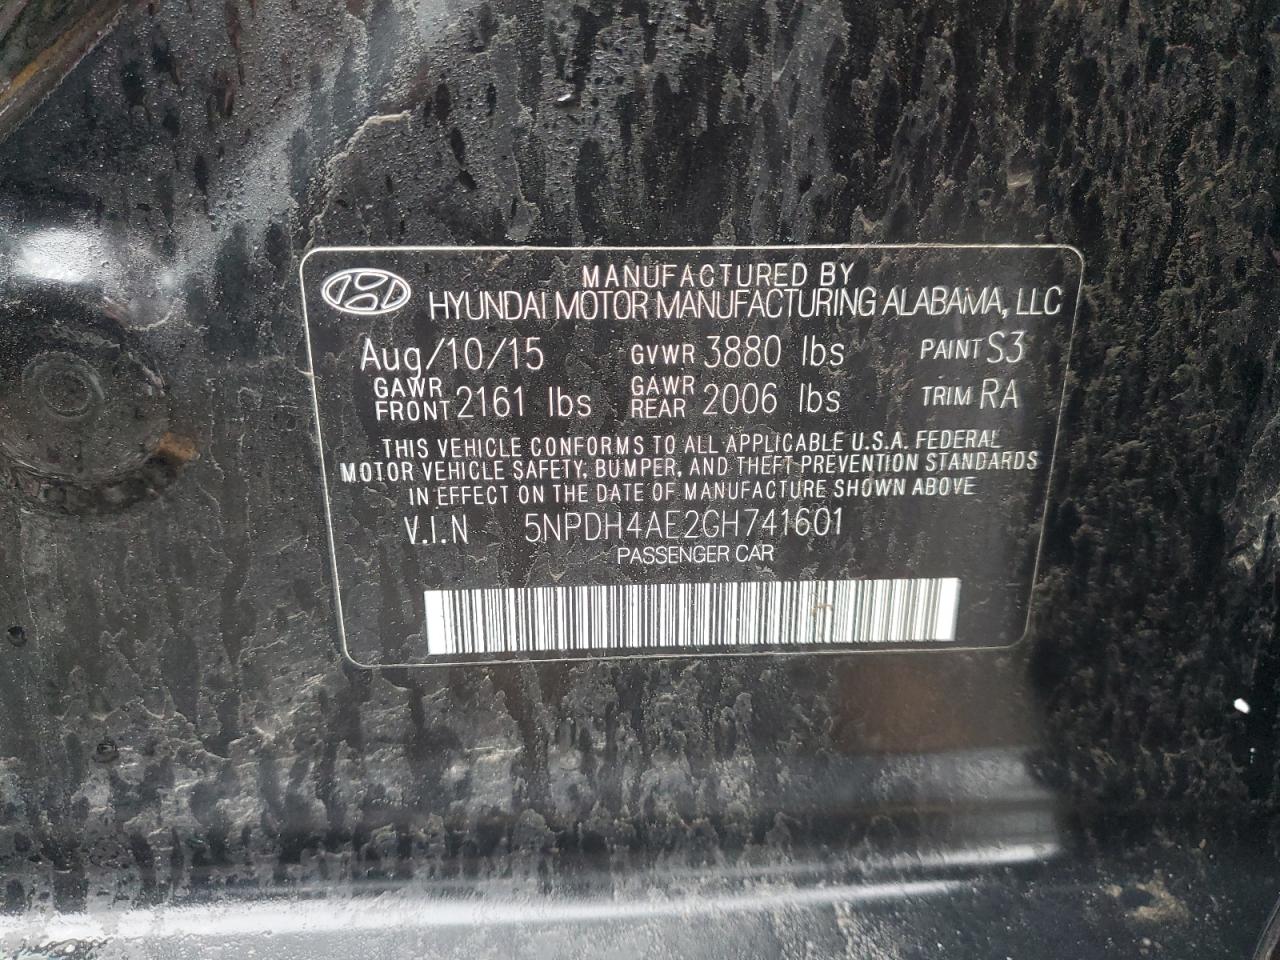 MANUFACTURED BY
HYUNDAI MOTOR MANUFACTURING ALABAMA, LLC
Aug/10/15 GVWR 3880 lbs PAINT S3
GAWR FRONT 2161 lbs GAWR REAR 2006 lbs TRIM RA
THIS VEHICLE CONFORMS TO ALL APPLICABLE U.S.A. FEDERAL
MOTOR VEHICLE SAFETY, BUMPER, AND THEFT PREVENTION STANDARDS
IN EFFECT ON THE DATE OF MANUFACTURE SHOWN ABOVE
V.I.N 5NPDH4AE2GH741601
PASSENGER CAR